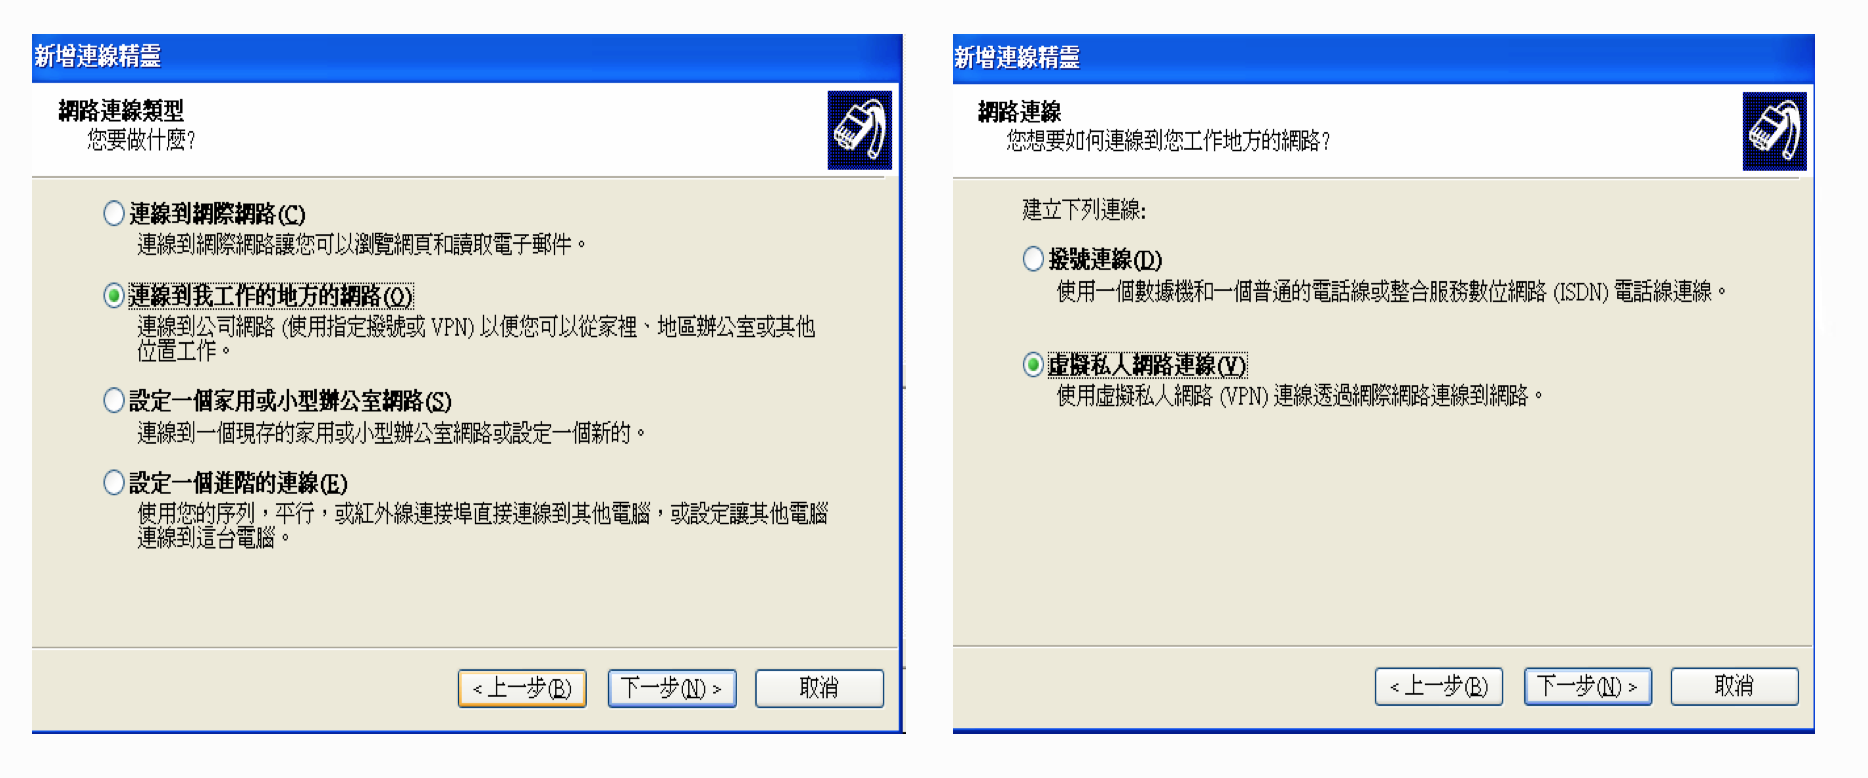 新增連線精靈
網路連線類型
您要做什麼?
連線到網際網路(C)
連線到網際網路讓您可以瀏覽網頁和讀取電子郵件。
連線到我工作的地方的網路(O)
連線到公司網路 (使用指定撥號或 VPN) 以便您可以從家裡、地區辦公室或其他
位置工作。
設定一個家用或小型辦公室網路(S)
連線到一個現存的家用或小型辦公室網路或設定一個新的。
設定一個進階的連線(E)
使用您的序列,平行,或紅外線連接埠直接連線到其他電腦,或設定讓其他電腦
連線到這台電腦。
< 上一步(B)
下一步(N) >
取消
新增連線精靈
網路連線
您想要如何連線到您工作地方的網路?
建立下列連線:
撥號連線(D)
使用一個數據機和一個普通的電話線或整合服務數位網路 (ISDN) 電話線連線。
虛擬私人網路連線(V)
使用虛擬私人網路 (VPN) 連線透過網際網路連線到網路。
< 上一步(B)
下一步(N) >
取消